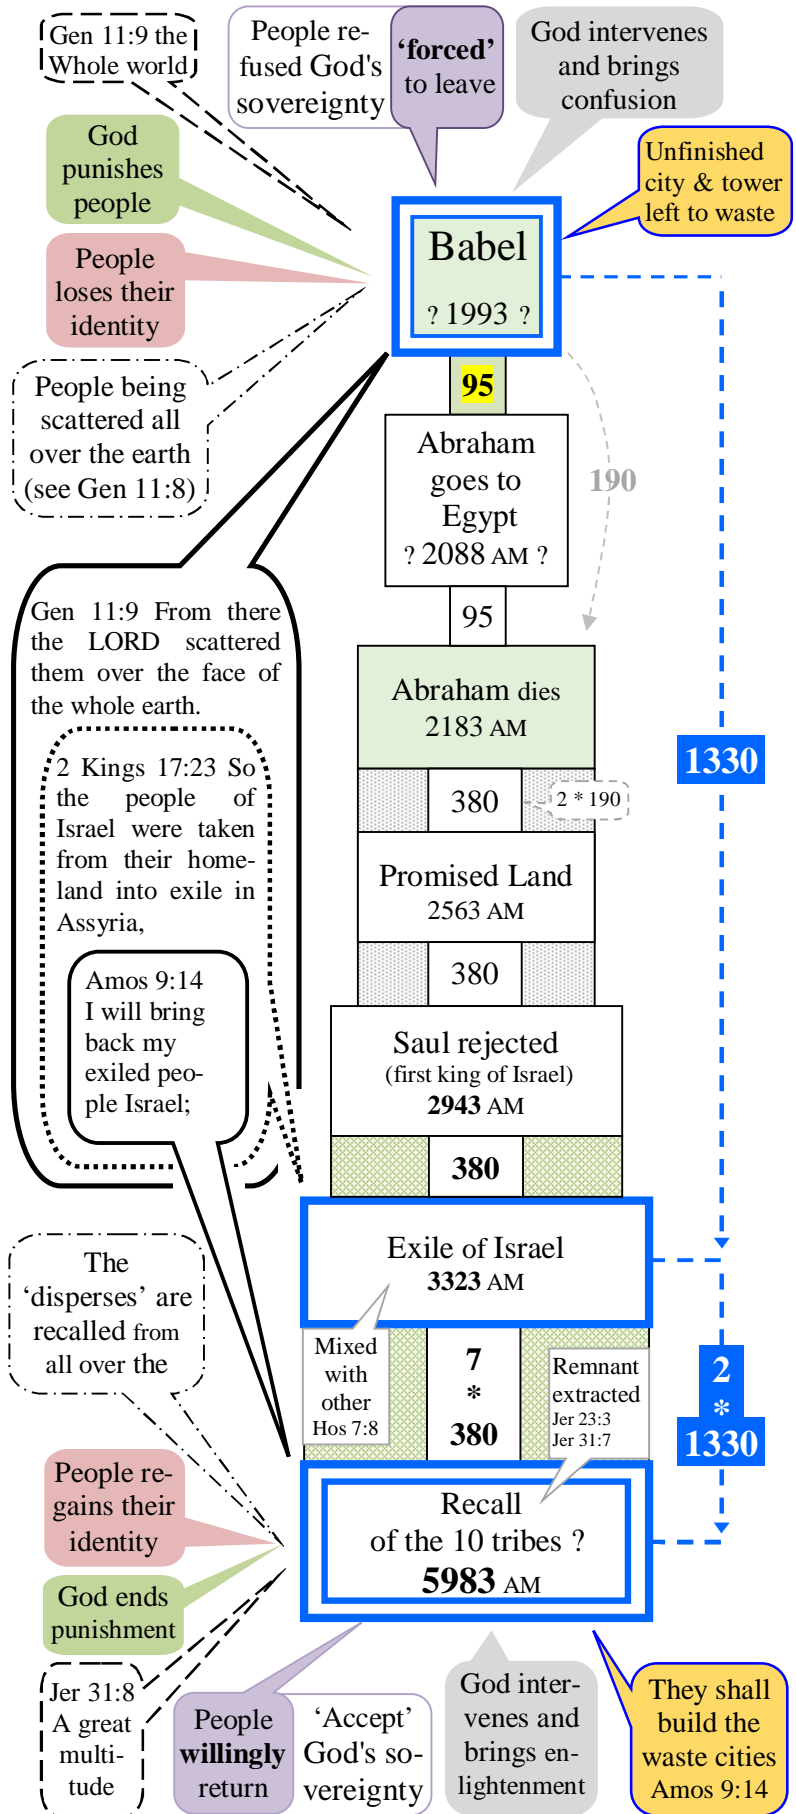 Gen 11:9 the
Whole world
People re-
fused God's
sovereignty
‘forced’
to leave
God intervenes
and brings
confusion
God
punishes
people
Unfinished
city & tower
left to waste
People
loses their
identity
Babel
? 1993 ?
People being
scattered all
over the earth
(see Gen 11:8)
95
Abraham
goes to
Egypt
? 2088 AM ?
190
95
Gen 11:9 From there
the LORD scattered
them over the face of
the whole earth.
Abraham dies
2183 AM
1330
2 Kings 17:23 So
the people of
Israel were taken
from their home-
land into exile in
Assyria,
380
2 * 190
Promised Land
2563 AM
380
Amos 9:14
I will bring
back my
exiled peo-
ple Israel;
Saul rejected
(first king of Israel)
2943 AM
380
Exile of Israel
3323 AM
The
‘disperses’ are
recalled from
all over the
Mixed
with
other
Hos 7:8
7
*
380
Remnant
extracted
Jer 23:3
Jer 31:7
2
*
1330
People re-
gains their
identity
Recall
of the 10 tribes ?
5983 AM
God ends
punishment
Jer 31:8
A great
multi-
tude
People
willingly
return
‘Accept’
God's so-
vereignty
God inter-
venes and
brings en-
lightenment
They shall
build the
waste cities
Amos 9:14